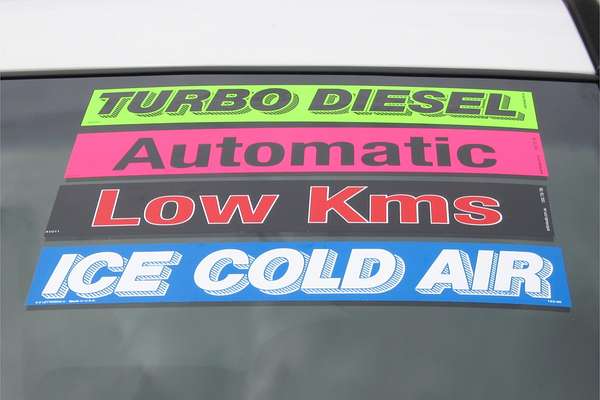 TURBO DIESEL
Automatic
Low Kms
ICE COLD AIR